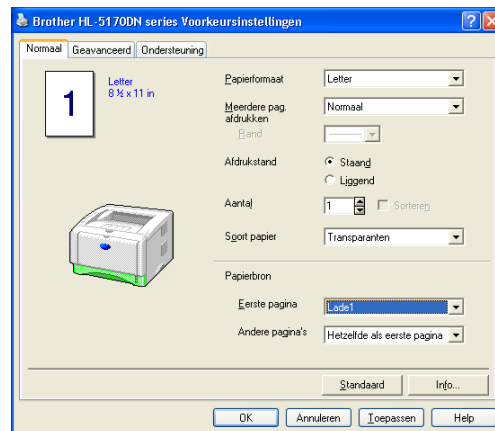 Brother HL-5170DN series Voorkeursinstellingen
Normaal Geavanceerd Ondersteuning
1
Letter
8 ½ x 11 in
Papierformaat Letter
Meerdere pag. afdrukken Normaal
Rand
Afdrukstand Staand
Liggend
Aantal 1 Sorteren
Soort papier Transparanten
Papierbron
Eerste pagina Lade1
Andere pagina's Hetzelfde als eerste pagina
Standaard Info...
OK Annuleren Toepassen Help